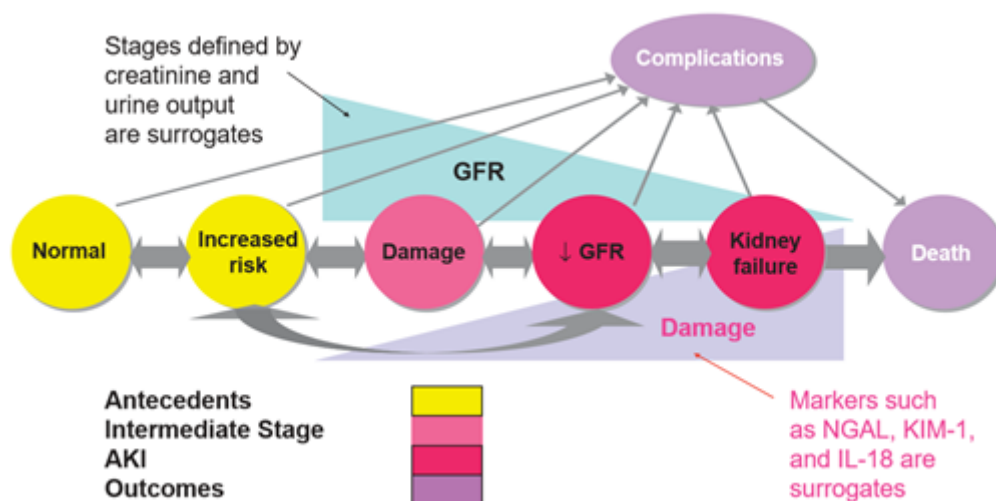 Stages defined by
creatinine and
urine output
are surrogates
Complications
GFR
Normal
Increased
risk
Damage
↓ GFR
Kidney
failure
Death
Damage
Antecedents
Intermediate Stage
AKI
Outcomes
Markers such
as NGAL, KIM-1,
and IL-18 are
surrogates